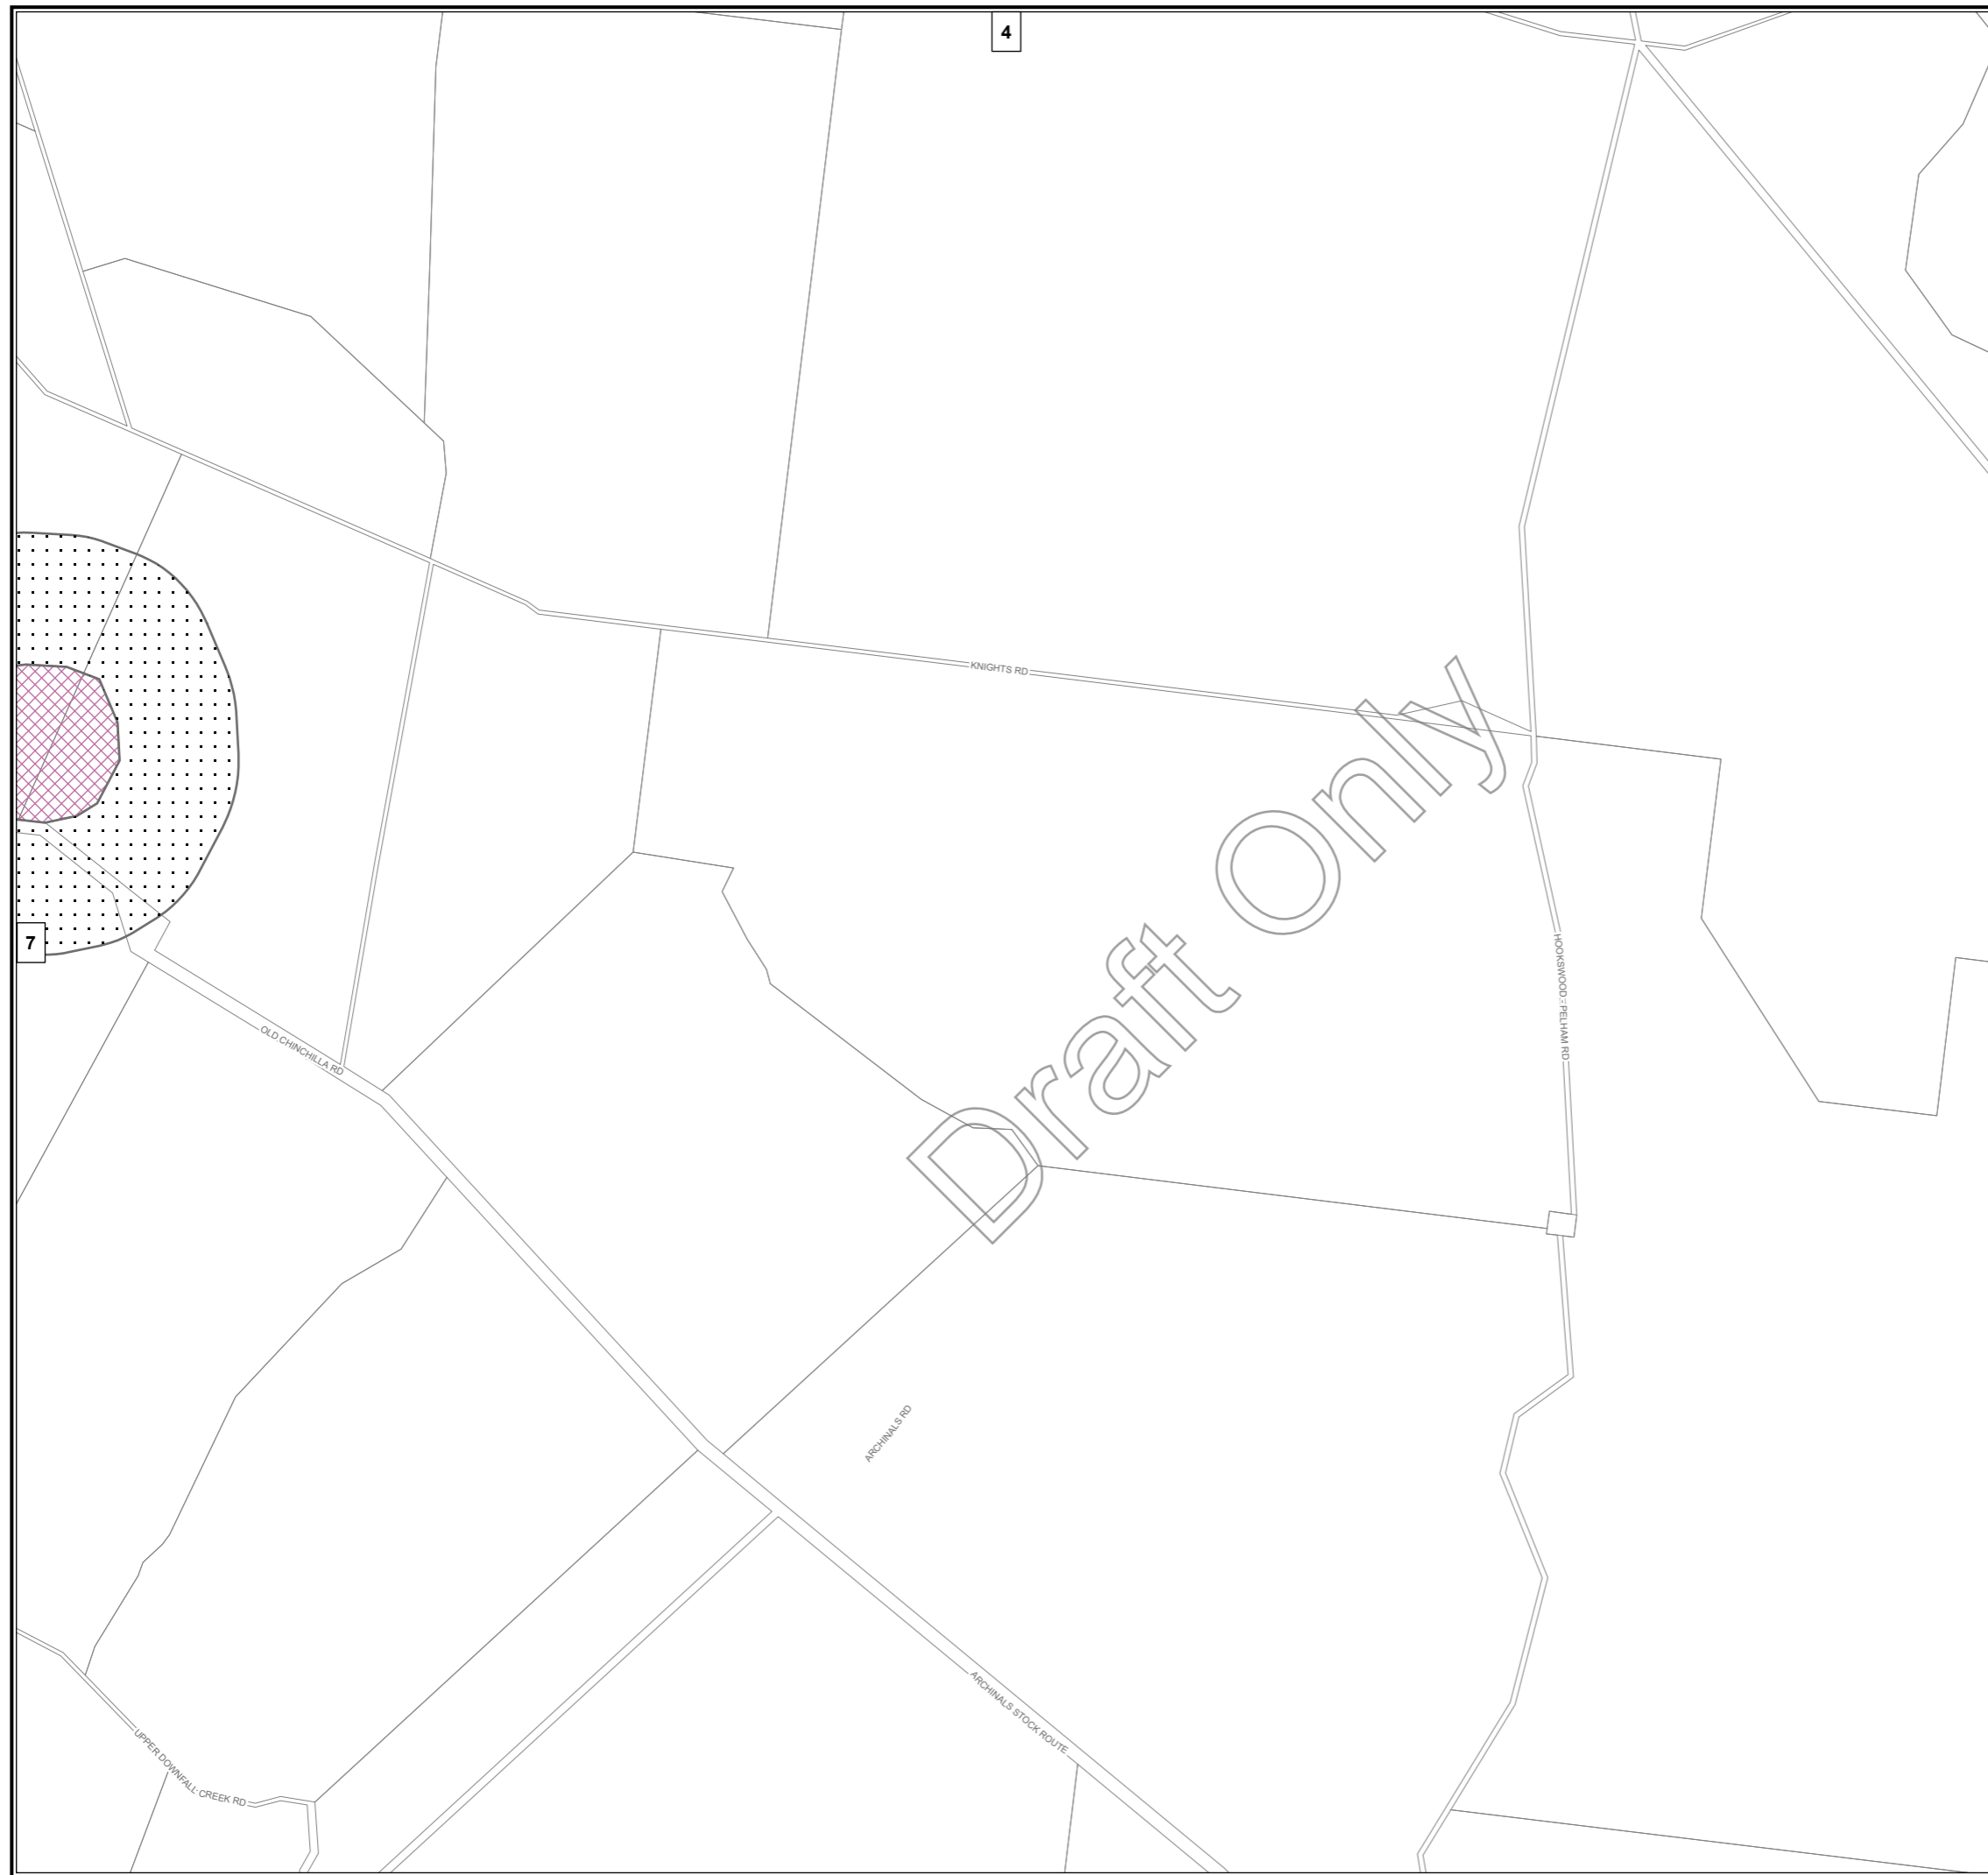 4
KNIGHTS RD
Draft Only
7
HOOKSWOOD-PELHAM RD
OLD CHINCHILLA RD
ARCHINALS RD
ARCHINALS STOCK ROUTE
UPPER DOWNFALL CREEK RD